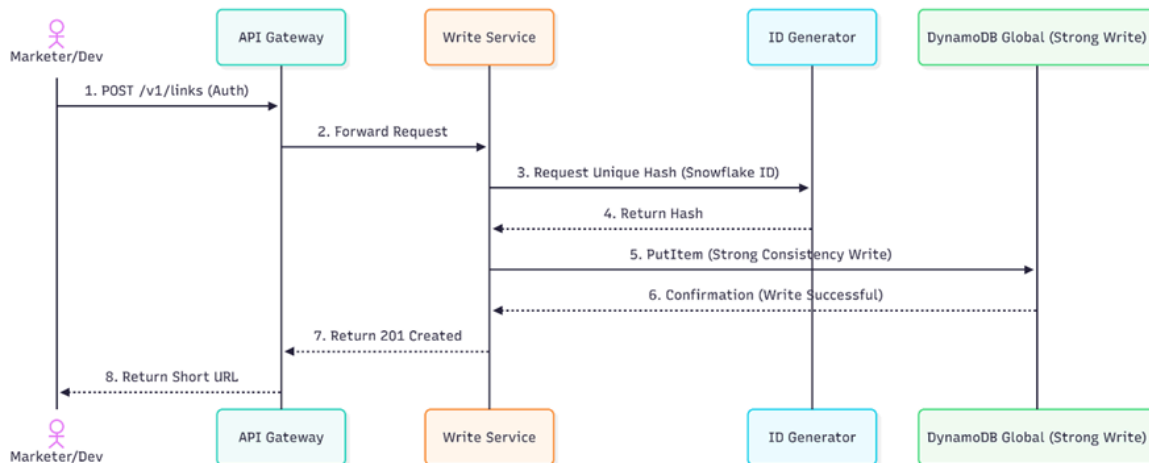 API Gateway
Write Service
ID Generator
DynamoDB Global (Strong Write)
Marketer/Dev
1. POST /v1/links (Auth)
2. Forward Request
3. Request Unique Hash (Snowflake ID)
4. Return Hash
5. PutItem (Strong Consistency Write)
6. Confirmation (Write Successful)
7. Return 201 Created
8. Return Short URL
API Gateway
Write Service
ID Generator
DynamoDB Global (Strong Write)
Marketer/Dev